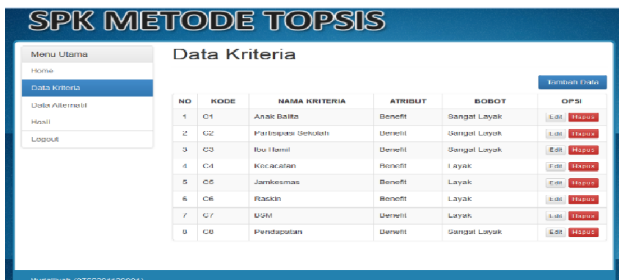 SPK METODE TOPSIS
Menu Utama
Home
Data Kriteria
Data Alternatif
Hasil
Logout
Data Kriteria
Tambah Data
NO KODE NAMA KRITERIA ATRIBUT BOBOT OPSI
1 C1 Anak Balita Benefit Sangat Layak Edit Hapus
2 C2 Partisipasi Sekolah Benefit Sangat Layak Edit Hapus
3 C3 Ibu Hamil Benefit Sangat Layak Edit Hapus
4 C4 Kecacatan Benefit Layak Edit Hapus
5 C5 Jamkesmas Benefit Layak Edit Hapus
6 C6 Raskin Benefit Layak Edit Hapus
7 C7 BSM Benefit Layak Edit Hapus
8 C8 Pendapatan Benefit Sangat Layak Edit Hapus